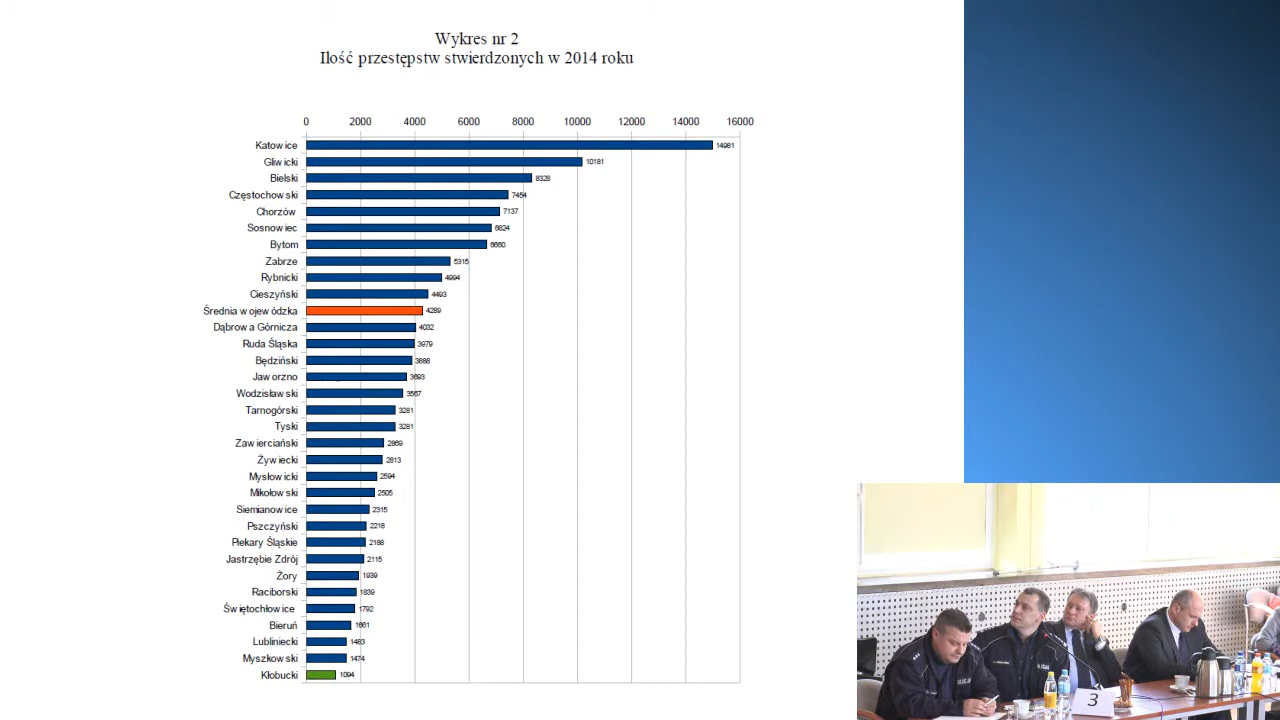 Wykres nr 2
Ilość przestępstw stwierdzonych w 2014 roku
0 2000 4000 6000 8000 10000 12000 14000 16000
Katowice 14981
Gliwicki 10181
Bielski 8328
Częstochowski 7454
Chorzów 7137
Sosnowiec 6824
Bytom 6660
Zabrze 5315
Rybnicki 4994
Cieszyński 4493
Średnia wojewódzka 4289
Dąbrowa Górnicza 4032
Ruda Śląska 3979
Będziński 3888
Jaworzno 3693
Wodzisławski 3567
Tarnogórski 3281
Tyski 3281
Zawierciański 2869
Żywiecki 2813
Mysłowicki 2594
Mikołowski 2505
Siemianowice 2315
Pszczyński 2218
Piekary Śląskie 2188
Jastrzębie Zdrój 2115
Żory 1939
Raciborski 1839
Świętochłowice 1792
Bieruń 1661
Lubliniecki 1483
Myszkowski 1474
Kłobucki 1094
3